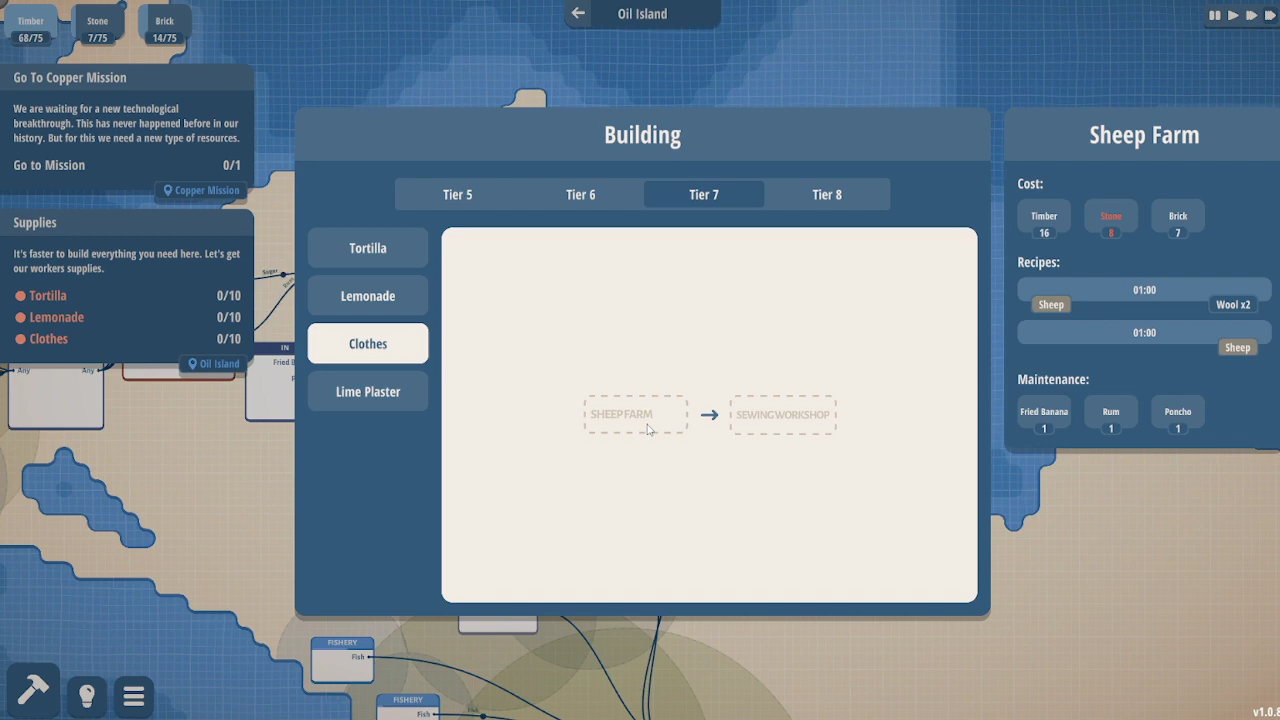 Timber
68/75
Stone
7/75
Brick
14/75
Oil Island
Go To Copper Mission
We are waiting for a new technological
breakthrough. This has never happened before in our
history. But for this we need a new type of resources.
Go to Mission 0/1
Copper Mission
Supplies
It's faster to build everything you need here. Let's get
our workers supplies.
Tortilla 0/10
Lemonade 0/10
Clothes 0/10
Oil Island
Sugar
Any
Any
IN
Building
Tier 5
Tier 6
Tier 7
Tier 8
Tortilla
Lemonade
Clothes
Lime Plaster
SHEEP FARM
SEWING WORKSHOP
Sheep Farm
Cost:
Timber
16
Stone
8
Brick
7
Recipes:
01:00
Sheep
Wool x2
01:00
Sheep
Maintenance:
Fried Banana
1
Rum
1
Poncho
1
FISHERY
Fish
FISHERY
Fish
Fish